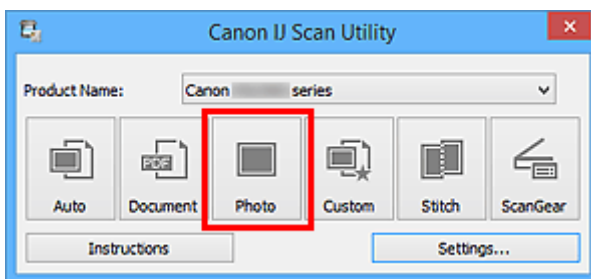 Canon IJ Scan Utility
Product Name: Canon series
Auto Document Photo Custom Stitch ScanGear
PDF
Instructions Settings...